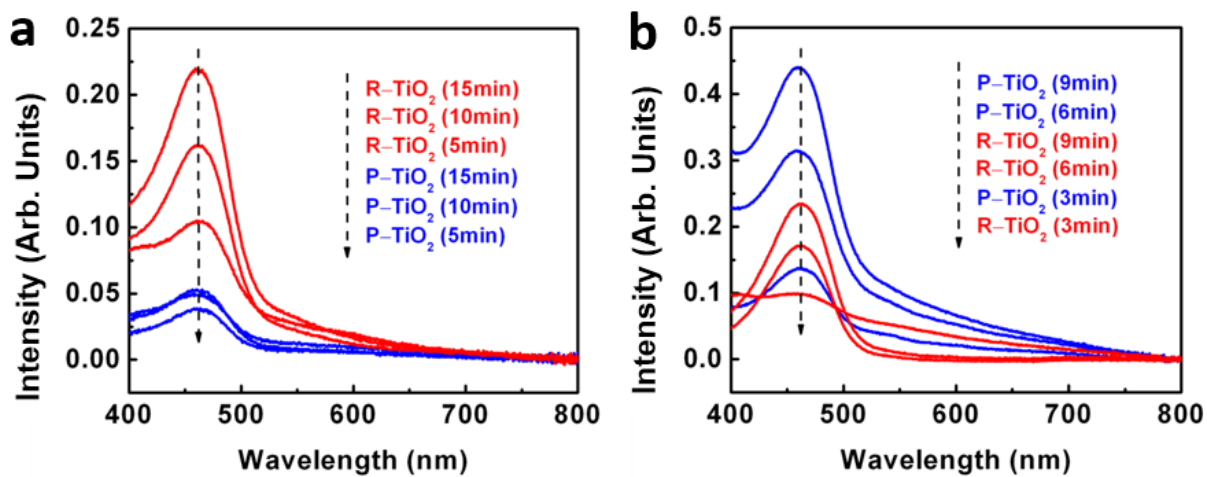 a
Intensity (Arb. Units)
0.25
0.20
0.15
0.10
0.05
0.00
R–TiO2 (15min)
R–TiO2 (10min)
R–TiO2 (5min)
P–TiO2 (15min)
P–TiO2 (10min)
P–TiO2 (5min)
400 500 600 700 800
Wavelength (nm)
b
Intensity (Arb. Units)
0.5
0.4
0.3
0.2
0.1
0.0
P–TiO2 (9min)
P–TiO2 (6min)
R–TiO2 (9min)
R–TiO2 (6min)
P–TiO2 (3min)
R–TiO2 (3min)
400 500 600 700 800
Wavelength (nm)